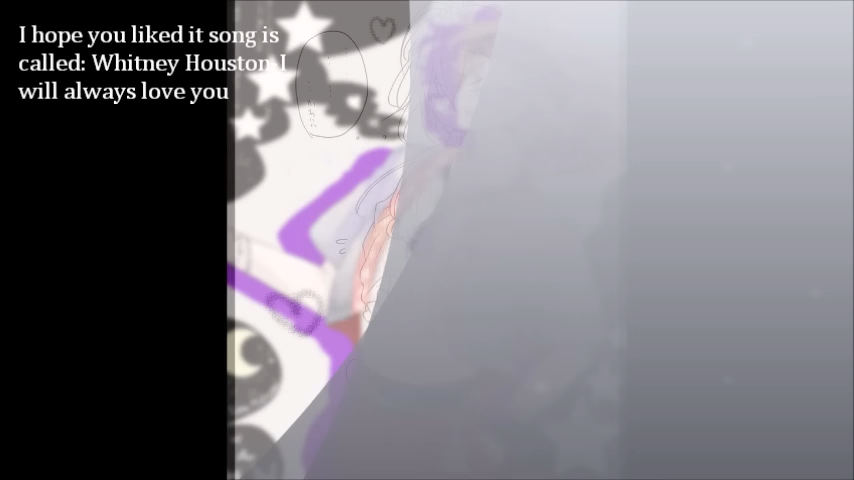 I hope you liked it song is
called: Whitney Houston-I
will always love you